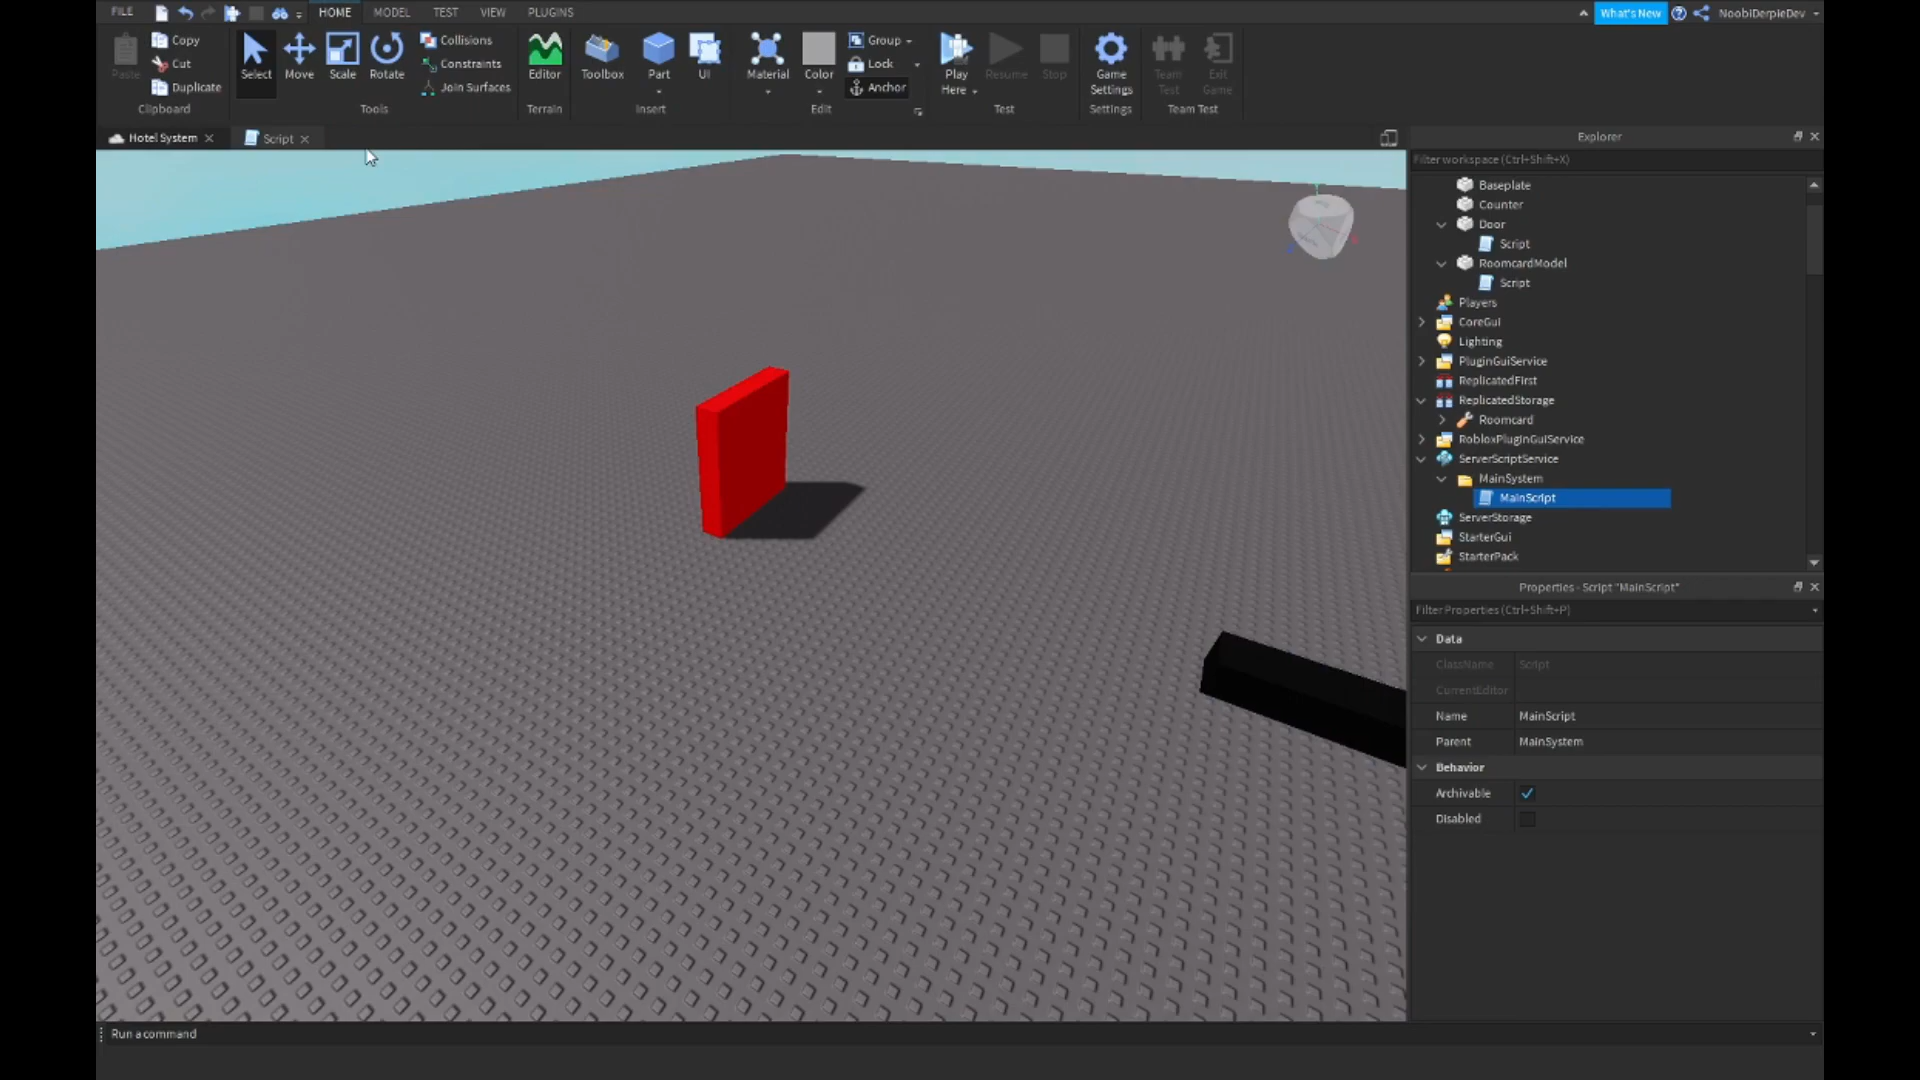 FILE HOME MODEL TEST VIEW PLUGINS
What's New NoobiDerpieDev
Paste
Copy
Cut
Duplicate
Clipboard
Select
Move
Scale
Rotate
Collisions
Constraints
Join Surfaces
Tools
Editor
Terrain
Toolbox
Part
UI
Insert
Material
Color
Group
Lock
Anchor
Edit
Play
Here
Resume
Stop
Test
Game
Settings
Settings
Team
Test
Exit
Game
Team Test
Hotel System
Script
Explorer
Filter workspace (Ctrl+Shift+X)
Baseplate
Counter
Door
Script
RoomcardModel
Script
Players
CoreGui
Lighting
PluginGuiService
ReplicatedFirst
ReplicatedStorage
Roomcard
RobloxPluginGuiService
ServerScriptService
MainSystem
MainScript
ServerStorage
StarterGui
StarterPack
Properties - Script "MainScript"
Filter Properties (Ctrl+Shift+P)
Data
ClassName Script
CurrentEditor
Name MainScript
Parent MainSystem
Behavior
Archivable
Disabled
Run a command